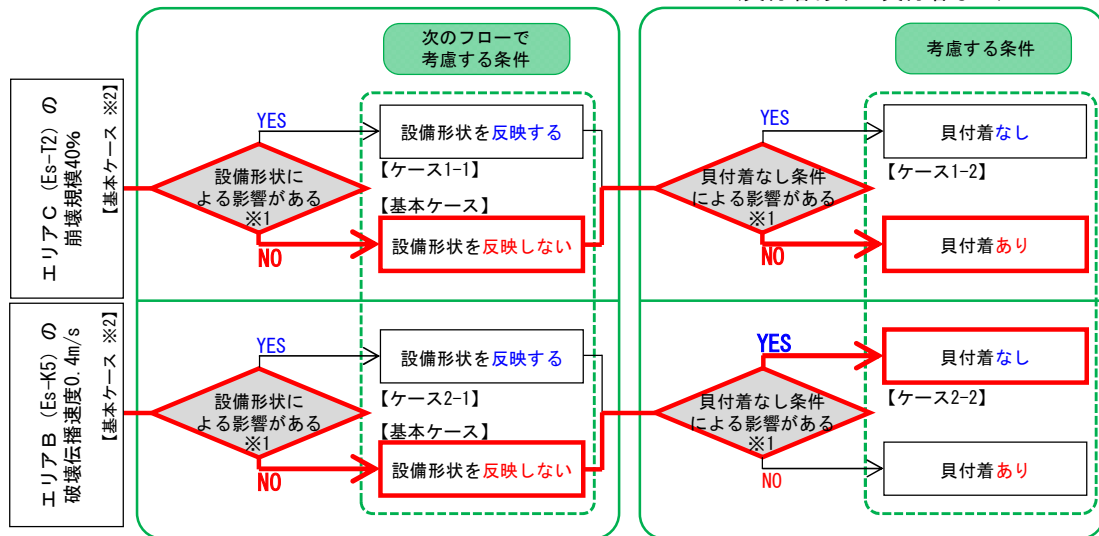 次のフローで
考慮する条件
考慮する条件
エリアC(Es-T2)の
崩壊規模40%
【基本ケース ※2】
YES
設備形状を反映する
【ケース1-1】
設備形状に
よる影響がある
※1
【基本ケース】
NO
設備形状を反映しない
YES
貝付着なし
【ケース1-2】
貝付着なし条件
による影響がある
※1
NO
貝付着あり
エリアB(Es-K5)の
破壊伝播速度0.4m/s
【基本ケース ※2】
YES
設備形状を反映する
【ケース2-1】
設備形状に
よる影響がある
※1
【基本ケース】
NO
設備形状を反映しない
YES
貝付着なし
【ケース2-2】
貝付着なし条件
による影響がある
※1
NO
貝付着あり